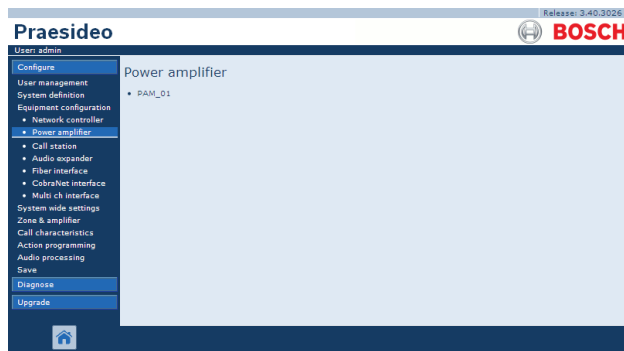 Release: 3.40.3026
Praesideo
BOSCH
User: admin
Configure
User management
System definition
Equipment configuration
• Network controller
• Power amplifier
• Call station
• Audio expander
• Fiber interface
• CobraNet interface
• Multi ch interface
System wide settings
Zone & amplifier
Call characteristics
Action programming
Audio processing
Save
Diagnose
Upgrade
Power amplifier
• PAM_01